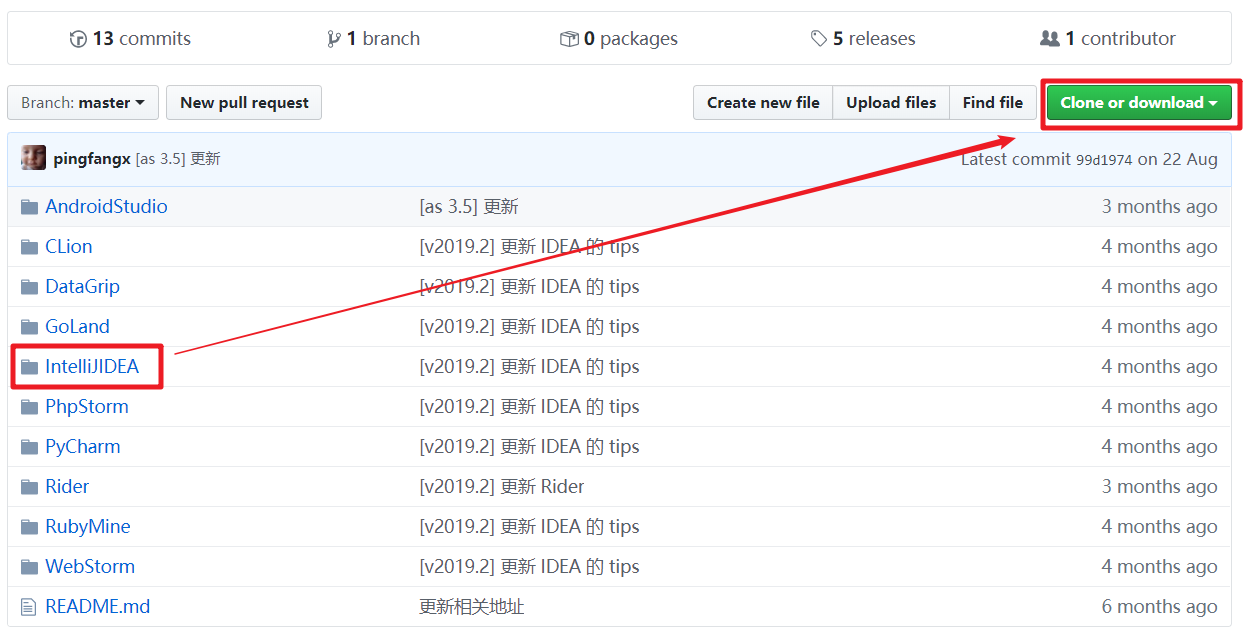 13 commits 1 branch 0 packages 5 releases 1 contributor
Branch: master New pull request Create new file Upload files Find file Clone or download
pingfangx [as 3.5] 更新 Latest commit 99d1974 on 22 Aug
AndroidStudio [as 3.5] 更新 3 months ago
CLion [v2019.2] 更新 IDEA 的 tips 4 months ago
DataGrip [v2019.2] 更新 IDEA 的 tips 4 months ago
GoLand [v2019.2] 更新 IDEA 的 tips 4 months ago
IntelliJIDEA [v2019.2] 更新 IDEA 的 tips 4 months ago
PhpStorm [v2019.2] 更新 IDEA 的 tips 4 months ago
PyCharm [v2019.2] 更新 IDEA 的 tips 4 months ago
Rider [v2019.2] 更新 Rider 3 months ago
RubyMine [v2019.2] 更新 IDEA 的 tips 4 months ago
WebStorm [v2019.2] 更新 IDEA 的 tips 4 months ago
README.md 更新相关地址 6 months ago